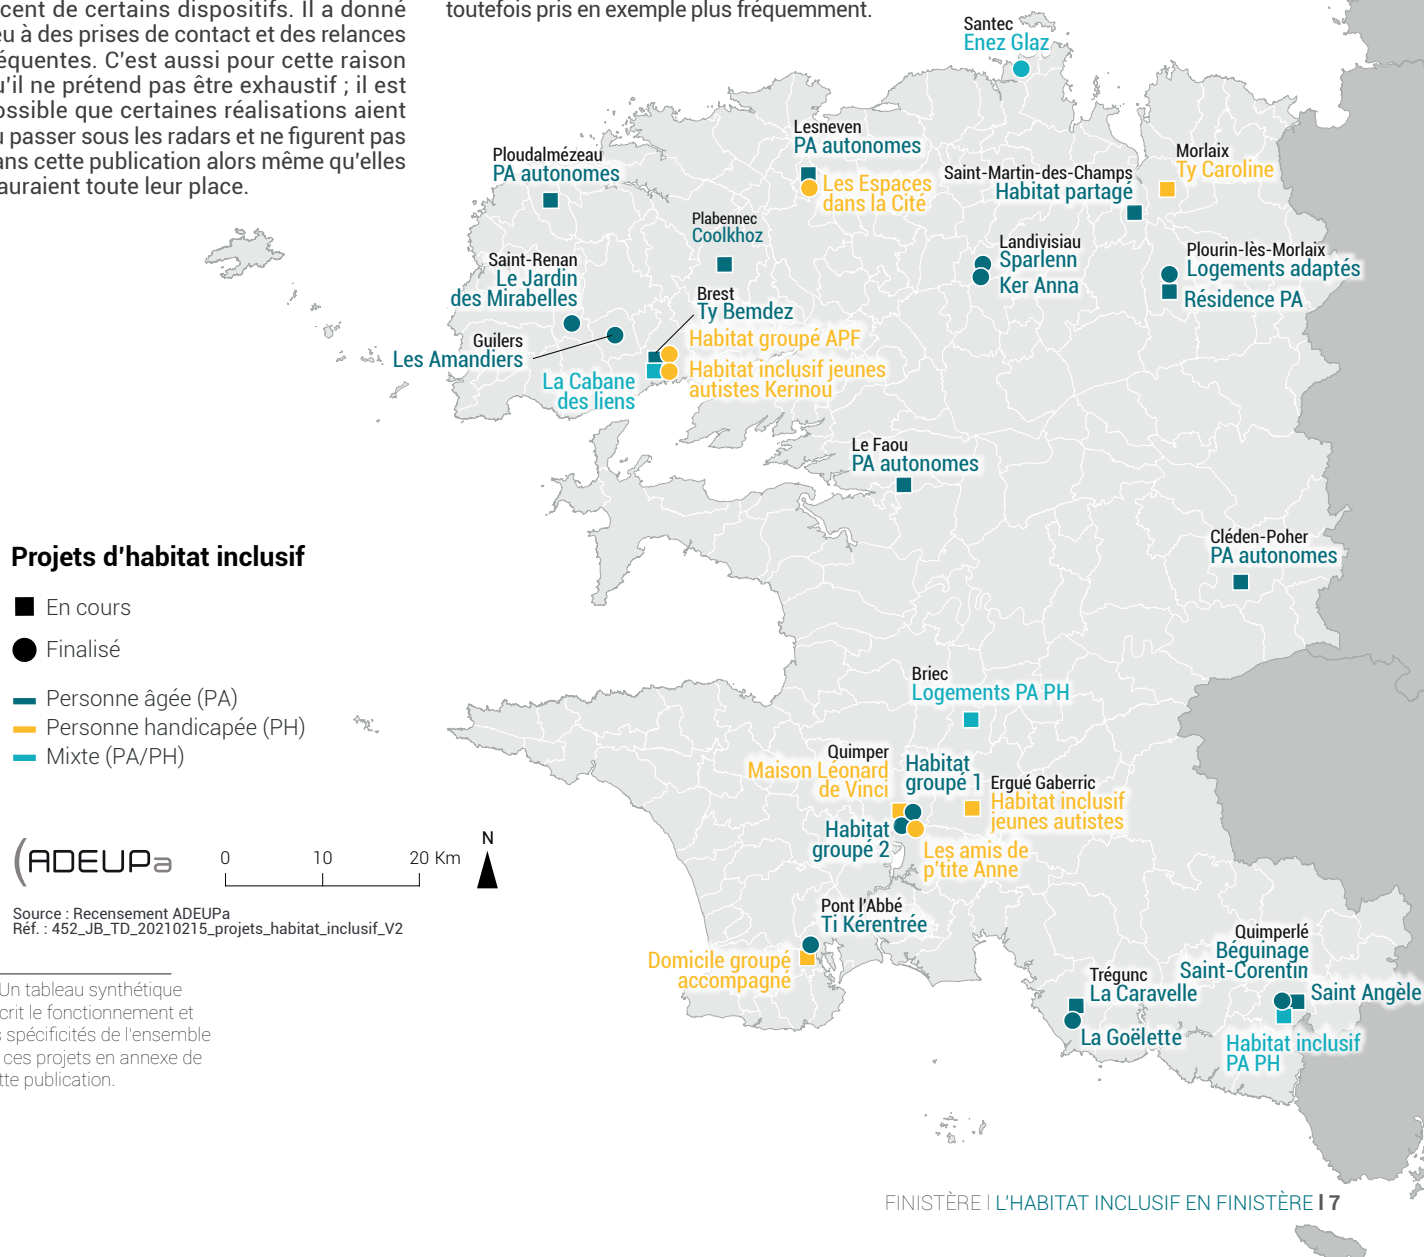 cent de certains dispositifs. Il a donné
eu à des prises de contact et des relances
équentes. C'est aussi pour cette raison
u'il ne prétend pas être exhaustif ; il est
ossible que certaines réalisations aient
u passer sous les radars et ne figurent pas
ans cette publication alors même qu'elles
auraient toute leur place.
toutefois pris en exemple plus fréquemment.
Santec
Enez Glaz
Lesneven
PA autonomes
Les Espaces
dans la Cité
Ploudalmézeau
PA autonomes
Morlaix
Ty Caroline
Saint-Martin-des-Champs
Habitat partagé
Plabennec
Coolkhoz
Landivisiau
Sparlenn
Ker Anna
Plourin-lès-Morlaix
Logements adaptés
Résidence PA
Saint-Renan
Le Jardin
des Mirabelles
Brest
Ty Bemdez
Guilers
Les Amandiers
Habitat groupé APF
Habitat inclusif jeunes
autistes Kerinou
La Cabane
des liens
Le Faou
PA autonomes
Cléden-Poher
PA autonomes
Projets d'habitat inclusif
En cours
Finalisé
Personne âgée (PA)
Personne handicapée (PH)
Mixte (PA/PH)
Briec
Logements PA PH
Quimper
Maison Léonard
de Vinci
Habitat
groupé 1
Ergué Gaberric
Habitat inclusif
jeunes autistes
Habitat
groupé 2
Les amis de
p'tite Anne
ADEUPa
0 10 20 Km
N
Source : Recensement ADEUPa
Réf. : 452_JB_TD_20210215_projets_habitat_inclusif_V2
Pont l'Abbé
Ti Kérentrée
Domicile groupé
accompagné
Quimperlé
Béguinage
Saint-Corentin
Saint Angèle
Trégunc
La Caravelle
La Goëlette
Habitat inclusif
PA PH
Un tableau synthétique
crit le fonctionnement et
s spécificités de l'ensemble
ces projets en annexe de
tte publication.
FINISTÈRE | L'HABITAT INCLUSIF EN FINISTÈRE | 7